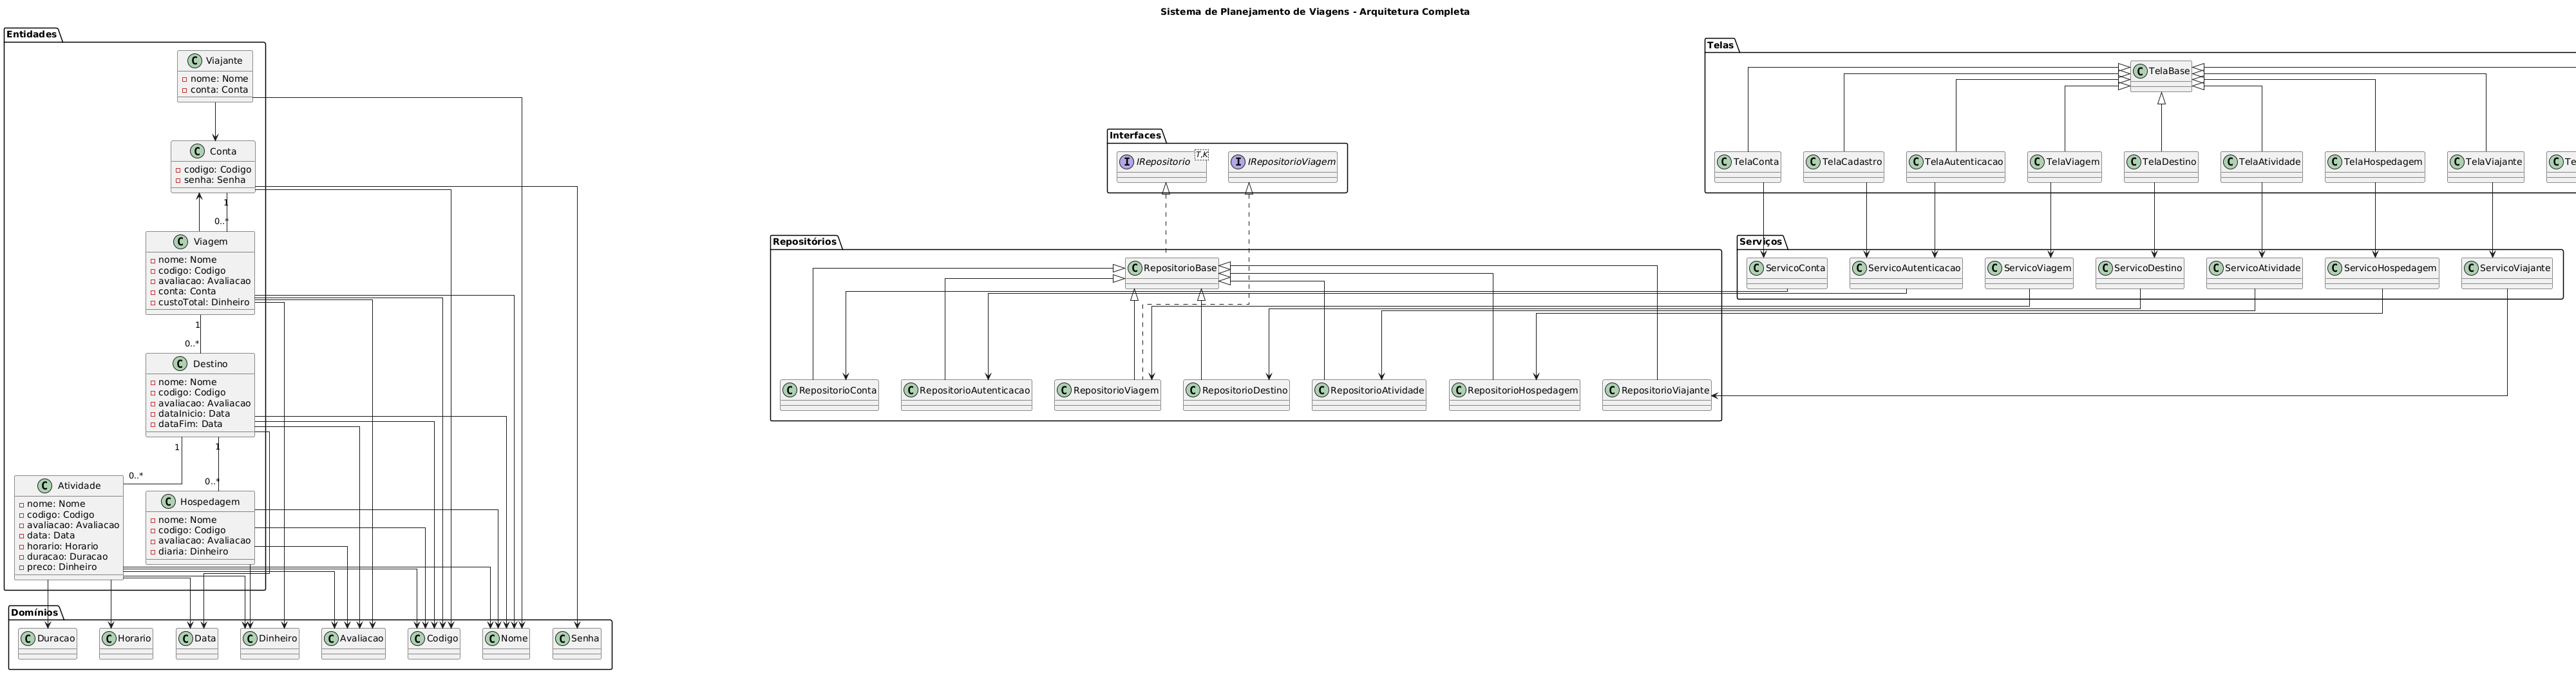 Sistema de Planejamento de Viagens - Arquitetura Completa
Entidades
C Viajante
nome: Nome
conta: Conta
C Conta
codigo: Codigo
senha: Senha
1
0..*
C Viagem
nome: Nome
codigo: Codigo
avaliacao: Avaliacao
conta: Conta
custoTotal: Dinheiro
1
0..*
C Destino
nome: Nome
codigo: Codigo
avaliacao: Avaliacao
dataInicio: Data
dataFim: Data
1
1
0..*
0..*
C Atividade
nome: Nome
codigo: Codigo
avaliacao: Avaliacao
data: Data
horario: Horario
duracao: Duracao
preco: Dinheiro
C Hospedagem
nome: Nome
codigo: Codigo
avaliacao: Avaliacao
diaria: Dinheiro
Domínios
C Duracao
C Horario
C Data
C Dinheiro
C Avaliacao
C Codigo
C Nome
C Senha
Interfaces
I IRepositorio
T,K
I IRepositorioViagem
Repositórios
C RepositorioBase
C RepositorioConta
C RepositorioAutenticacao
C RepositorioViagem
C RepositorioDestino
C RepositorioAtividade
C RepositorioHospedagem
C RepositorioViajante
Telas
C TelaBase
C TelaConta
C TelaCadastro
C TelaAutenticacao
C TelaViagem
C TelaDestino
C TelaAtividade
C TelaHospedagem
C TelaViajante
C Te
Serviços
C ServicoConta
C ServicoAutenticacao
C ServicoViagem
C ServicoDestino
C ServicoAtividade
C ServicoHospedagem
C ServicoViajante